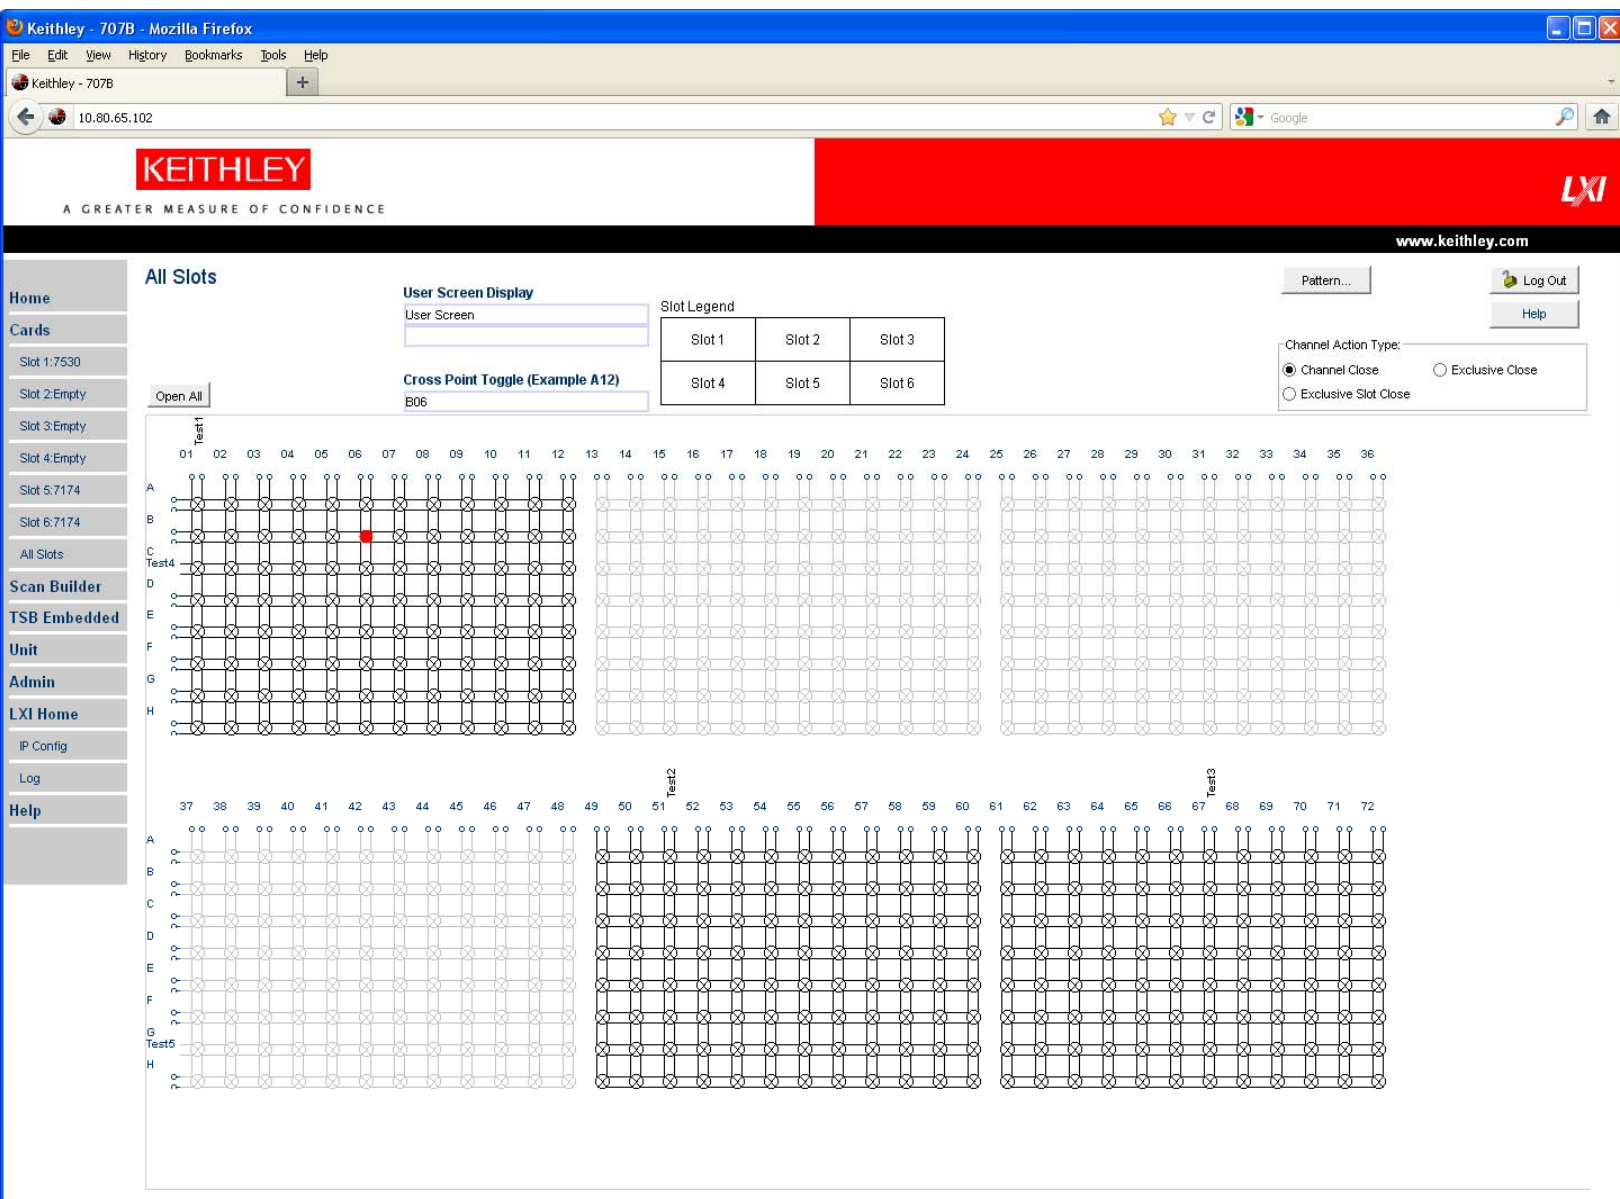 Keithley - 707B - Mozilla Firefox
File Edit View History Bookmarks Tools Help
Keithley - 707B +
10.80.65.102 Google
KEITHLEY
A GREATER MEASURE OF CONFIDENCE
LXI
www.keithley.com
Home
Cards
Slot 1:7530
Slot 2:Empty
Slot 3:Empty
Slot 4:Empty
Slot 5:7174
Slot 6:7174
All Slots
Scan Builder
TSB Embedded
Unit
Admin
LXI Home
IP Config
Log
Help
All Slots
Open All
User Screen Display
User Screen
Cross Point Toggle (Example A12)
B06
Slot Legend
Slot 1 Slot 2 Slot 3
Slot 4 Slot 5 Slot 6
Pattern...
Log Out
Help
Channel Action Type:
Channel Close Exclusive Close
Exclusive Slot Close
Test1
01 02 03 04 05 06 07 08 09 10 11 12 13 14 15 16 17 18 19 20 21 22 23 24 25 26 27 28 29 30 31 32 33 34 35 36
A
B
C
Test4
D
E
F
G
H
Test2 Test3
37 38 39 40 41 42 43 44 45 46 47 48 49 50 51 52 53 54 55 56 57 58 59 60 61 62 63 64 65 66 67 68 69 70 71 72
A
B
C
D
E
F
G
Test5
H